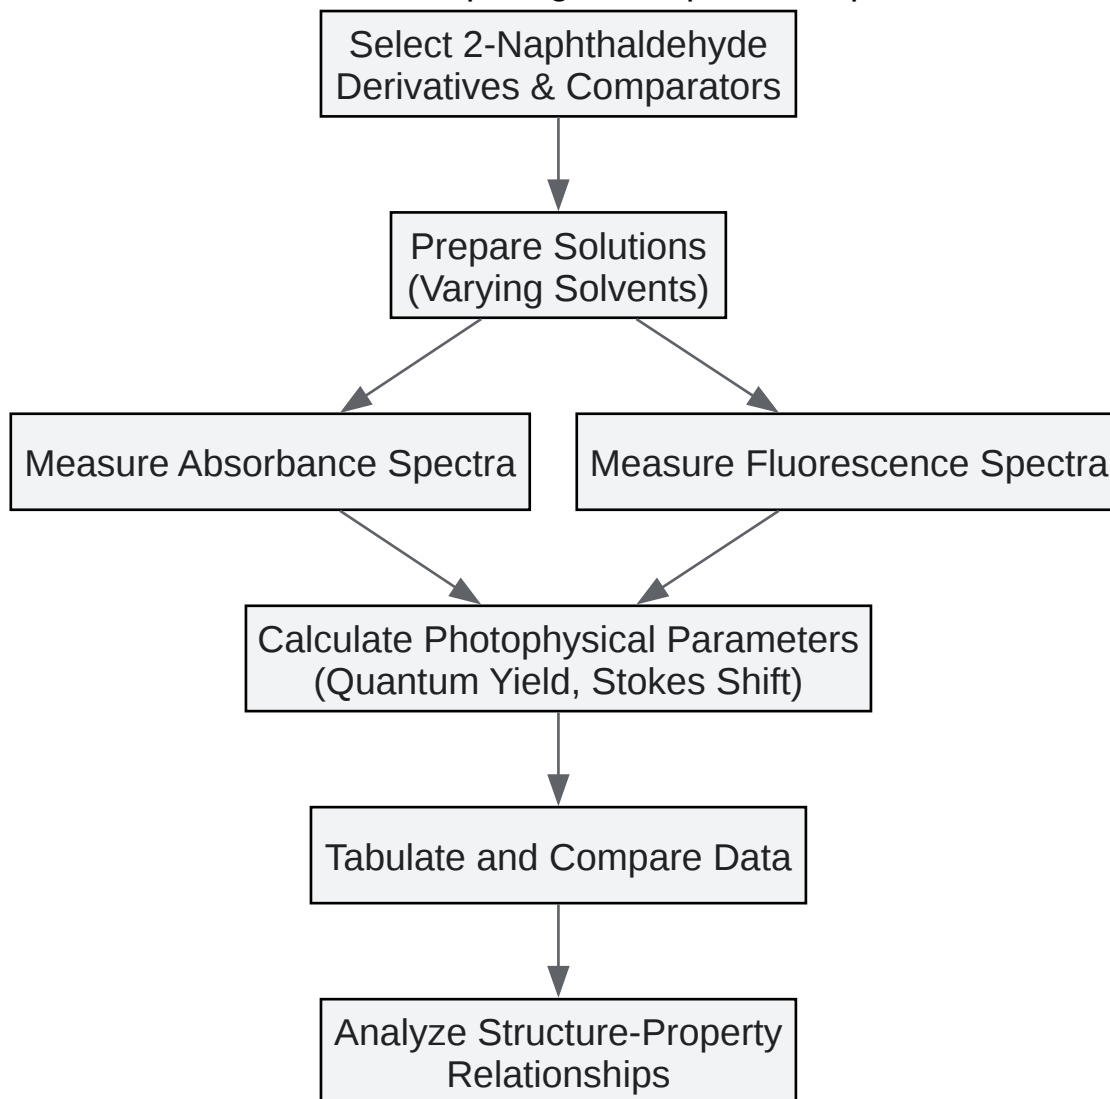 Select 2-Naphthaldehyde
Derivatives & Comparators
Prepare Solutions
(Varying Solvents)
Measure Absorbance Spectra
Measure Fluorescence Spectra
Calculate Photophysical Parameters
(Quantum Yield, Stokes Shift)
Tabulate and Compare Data
Analyze Structure-Property
Relationships